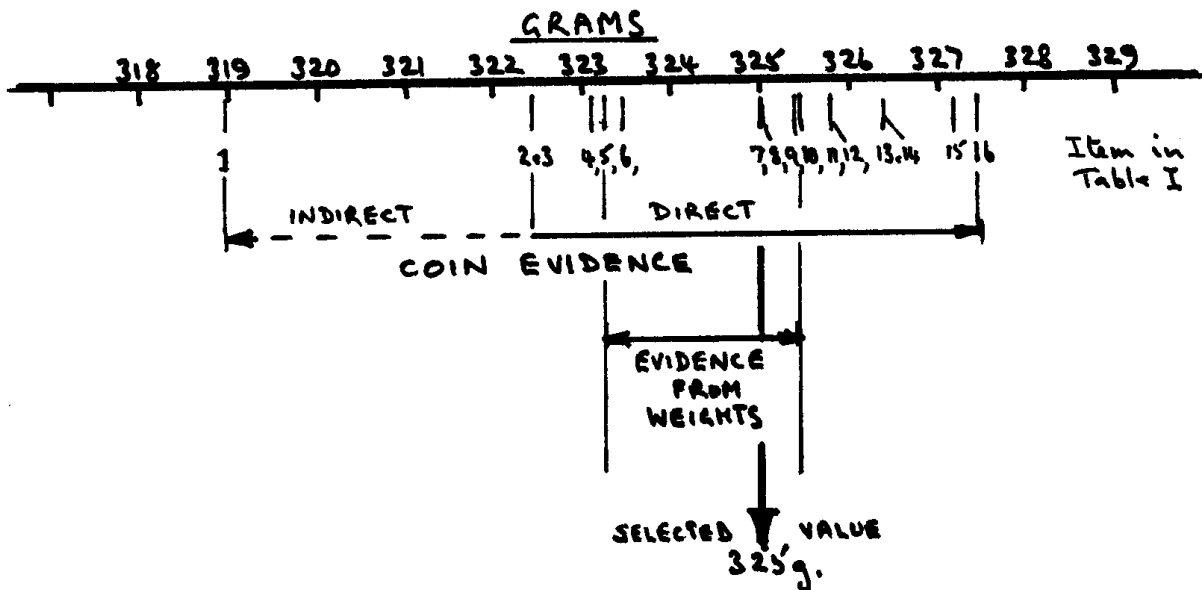 GRAMS
318 319 320 321 322 323 324 325 326 327 328 329
1 2.3 4,5,6, 7,8,9,10,11,12, 13.14 15 16 Item in
Table I
INDIRECT DIRECT
COIN EVIDENCE
EVIDENCE
FROM
WEIGHTS
SELECTED VALUE
325 g.